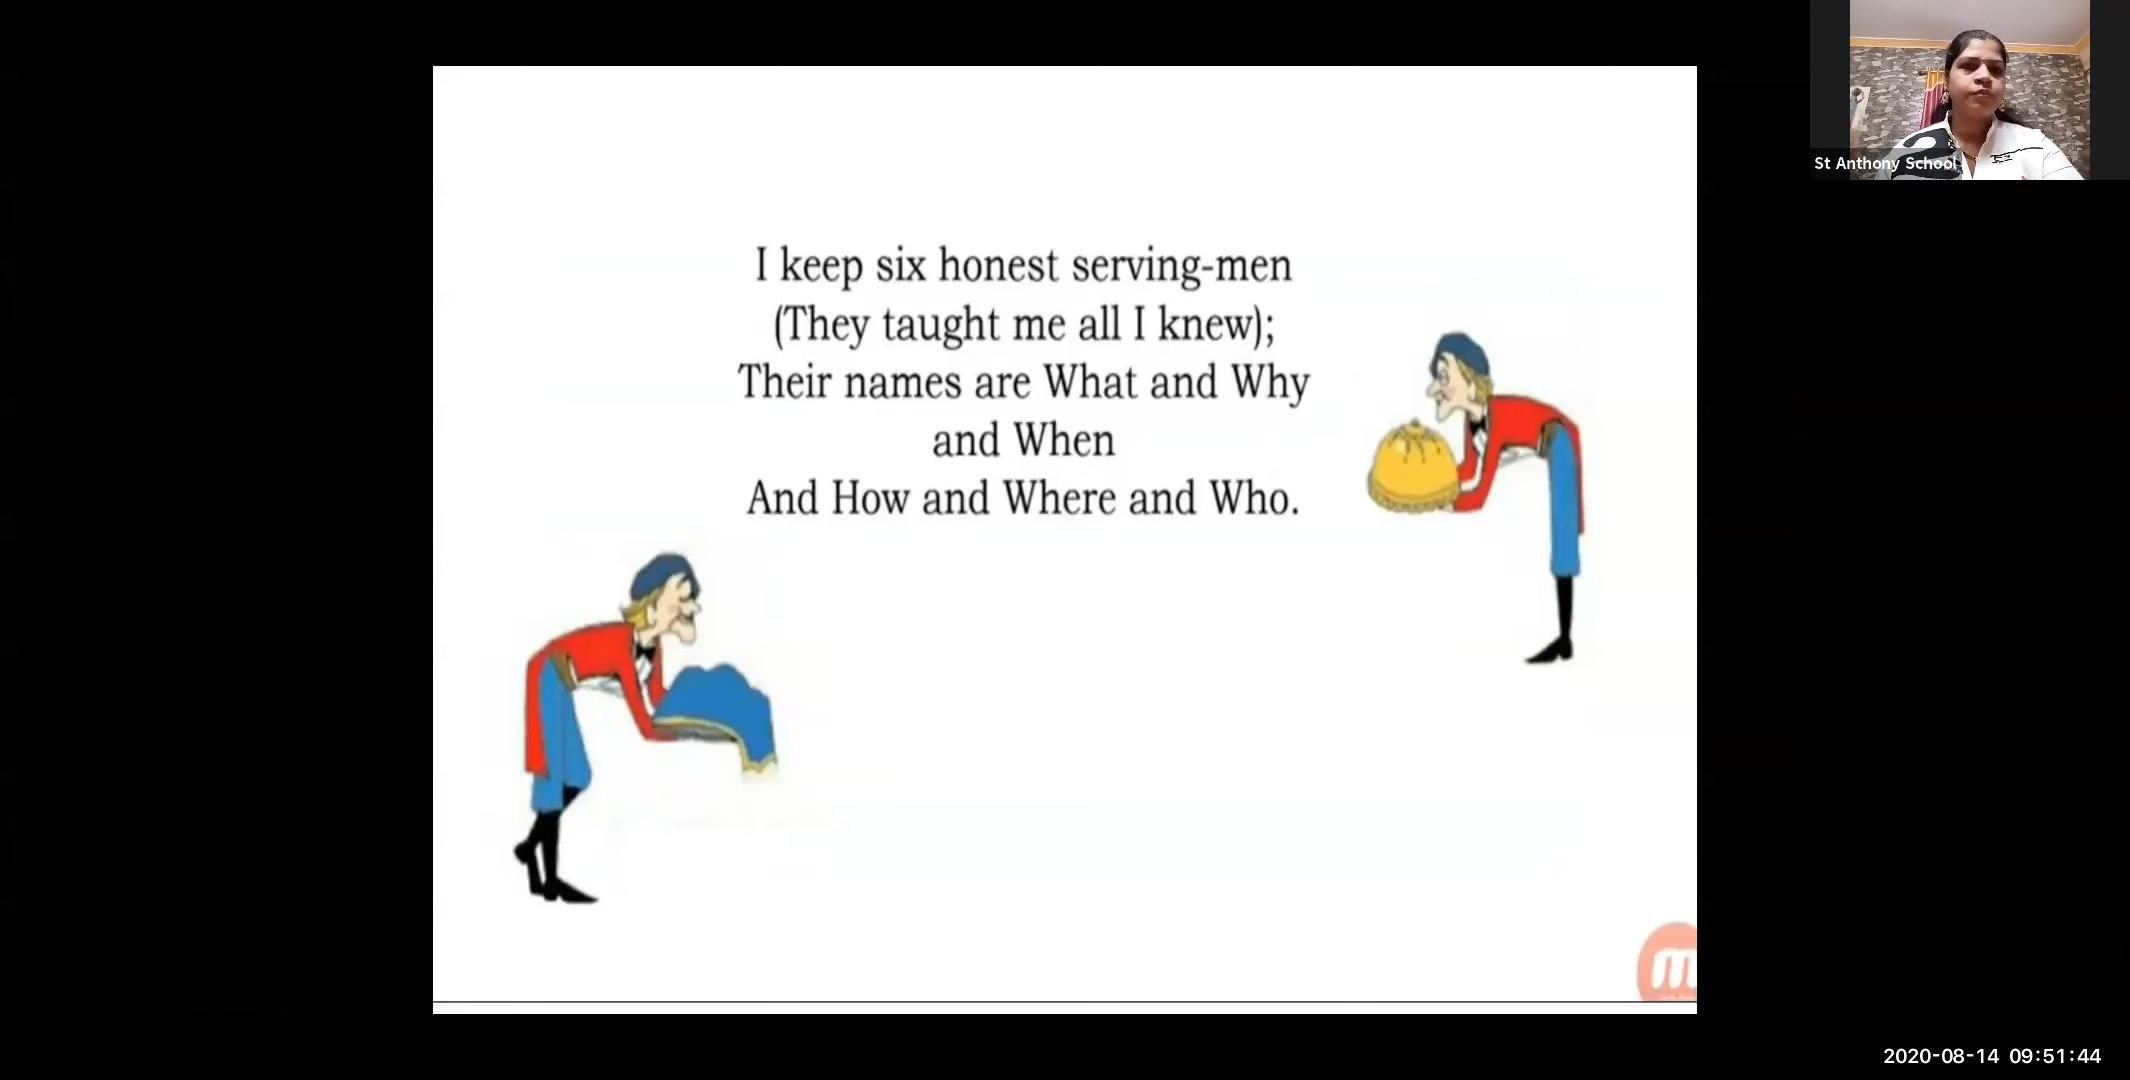 St Anthony School
I keep six honest serving-men
(They taught me all I knew);
Their names are What and Why
and When
And How and Where and Who.
m
2020-08-14 09:51:44